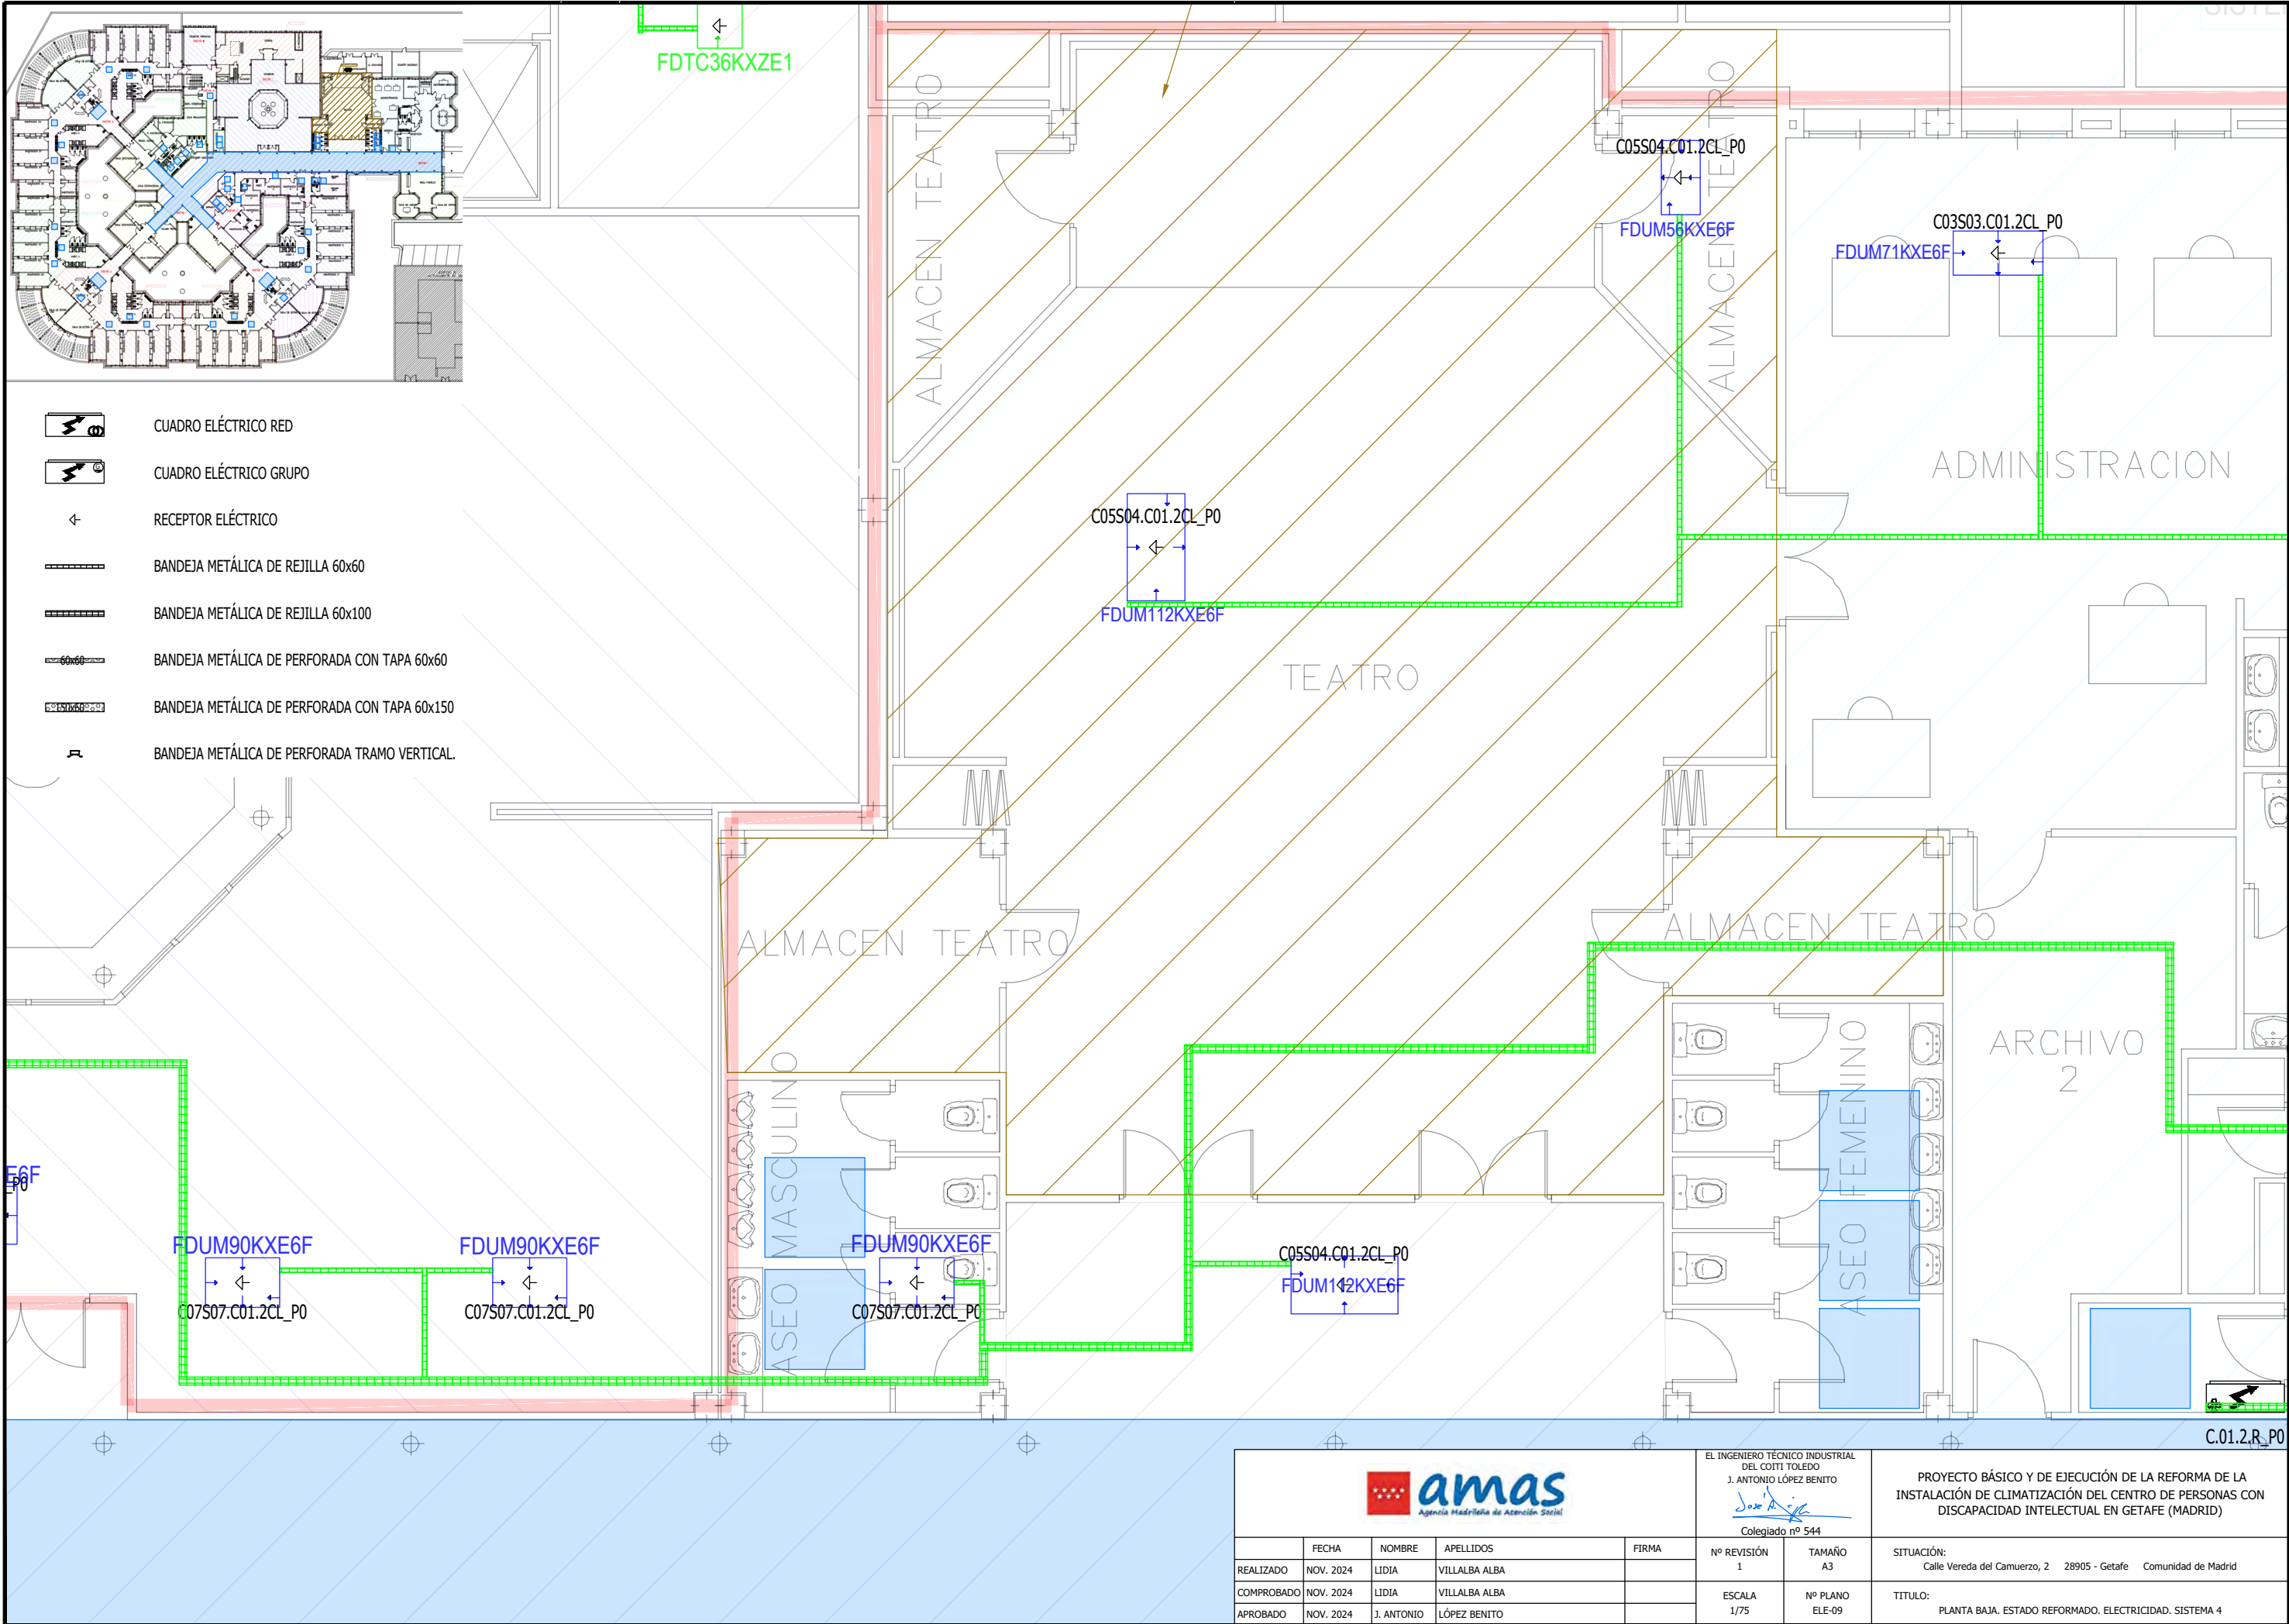 FDTC36KXZE1
SISTE
CUADRO ELÉCTRICO RED
CUADRO ELÉCTRICO GRUPO
RECEPTOR ELÉCTRICO
BANDEJA METÁLICA DE REJILLA 60x60
BANDEJA METÁLICA DE REJILLA 60x100
60x60
BANDEJA METÁLICA DE PERFORADA CON TAPA 60x60
150x60
BANDEJA METÁLICA DE PERFORADA CON TAPA 60x150
BANDEJA METÁLICA DE PERFORADA TRAMO VERTICAL.
ALMACEN TEATRO
ALMACEN TEATRO
C05S04.C01.2CL_P0
FDUM56KXE6F
C03S03.C01.2CL_P0
FDUM71KXE6F
ADMINISTRACION
C05S04.C01.2CL_P0
FDUM112KXE6F
TEATRO
ALMACEN TEATRO
ALMACEN TEATRO
ARCHIVO
2
ASEO MASCULINO
ASEO FEMENINO
E6F
_P0
FDUM90KXE6F
C07S07.C01.2CL_P0
FDUM90KXE6F
C07S07.C01.2CL_P0
FDUM90KXE6F
C07S07.C01.2CL_P0
C05S04.C01.2CL_P0
FDUM112KXE6F
C.01.2.R_P0
amas
Agencia Madrileña de Atención Social
EL INGENIERO TÉCNICO INDUSTRIAL
DEL COITI TOLEDO
J. ANTONIO LÓPEZ BENITO
Colegiado nº 544
PROYECTO BÁSICO Y DE EJECUCIÓN DE LA REFORMA DE LA
INSTALACIÓN DE CLIMATIZACIÓN DEL CENTRO DE PERSONAS CON
DISCAPACIDAD INTELECTUAL EN GETAFE (MADRID)
FECHA NOMBRE APELLIDOS FIRMA
REALIZADO NOV. 2024 LIDIA VILLALBA ALBA
COMPROBADO NOV. 2024 LIDIA VILLALBA ALBA
APROBADO NOV. 2024 J. ANTONIO LÓPEZ BENITO
Nº REVISIÓN
1
TAMAÑO
A3
ESCALA
1/75
Nº PLANO
ELE-09
SITUACIÓN:
Calle Vereda del Camuerzo, 2 28905 - Getafe Comunidad de Madrid
TITULO:
PLANTA BAJA. ESTADO REFORMADO. ELECTRICIDAD. SISTEMA 4